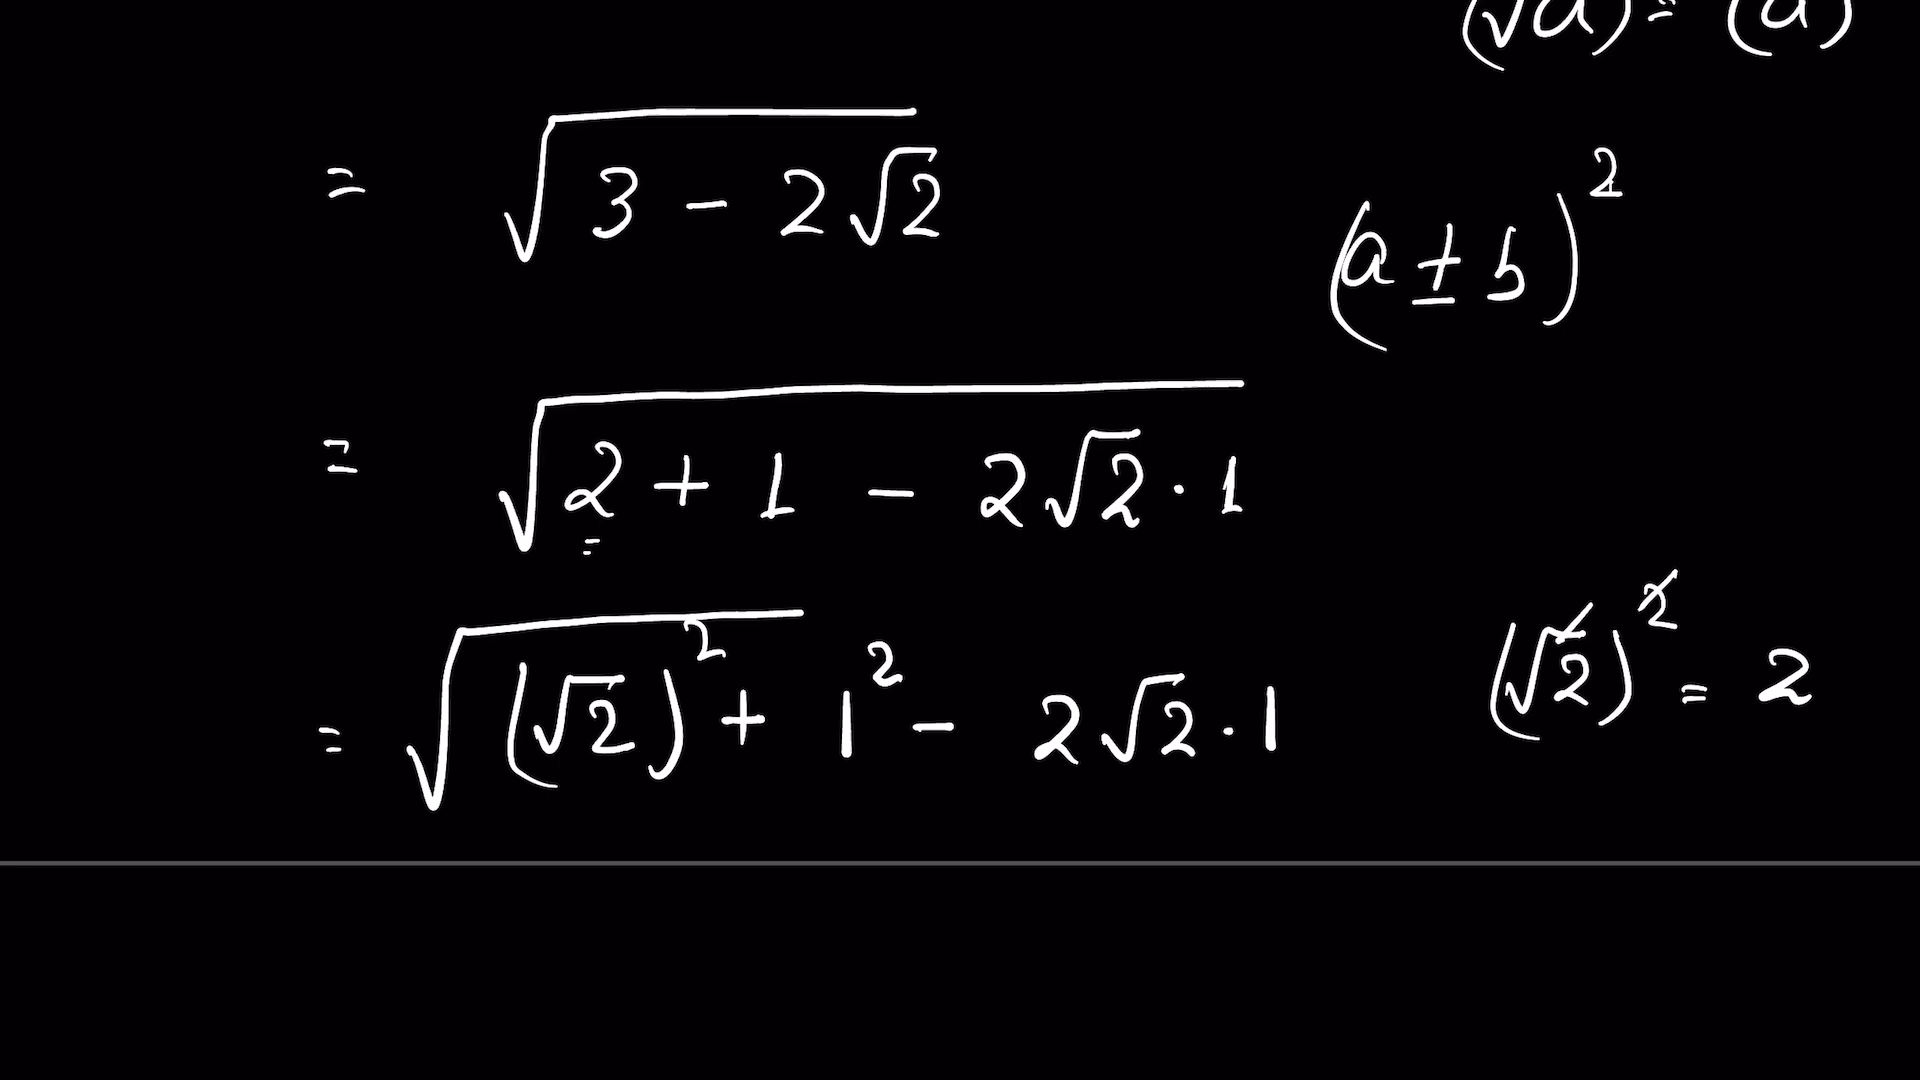 (√a) = (a)
= √(3 - 2√2)
(a ± b)²
= √(2 + 1 - 2√2 · 1)
= √((√2)² + 1²) - 2√2 · 1
(√2)² = 2